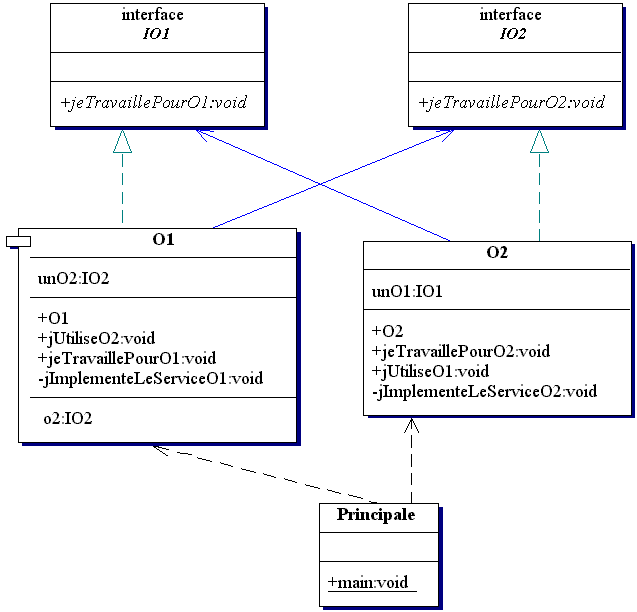 interface
IO1
+jeTravaillePourO1:void
interface
IO2
+jeTravaillePourO2:void
O1
unO2:IO2
+O1
+jUtiliseO2:void
+jeTravaillePourO1:void
-jImplementeLeServiceO1:void
o2:IO2
O2
unO1:IO1
+O2
+jeTravaillePourO2:void
+jUtiliseO1:void
-jImplementeLeServiceO2:void
Principale
+main:void